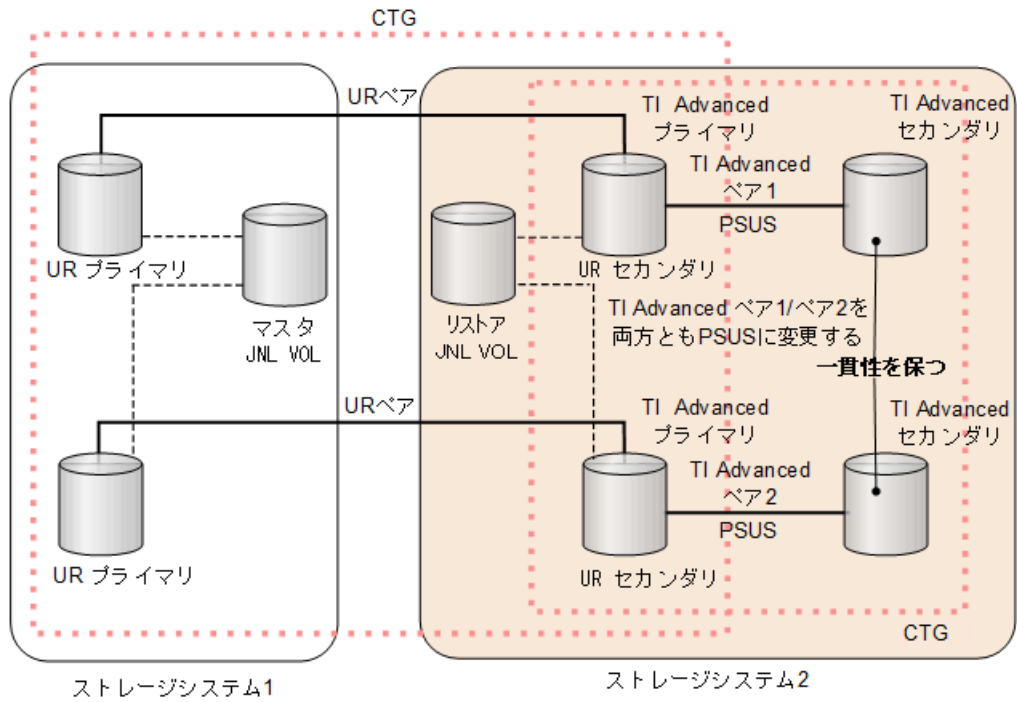 CTG
URペア
TI Advanced
プライマリ
TI Advanced
セカンダリ
TI Advanced
ペア1
PSUS
UR プライマリ
マスタ
JNL VOL
リストア
JNL VOL
UR セカンダリ
TI Advanced ペア1/ペア2を
両方ともPSUSに変更する
一貫性を保つ
URペア
TI Advanced
プライマリ
TI Advanced
セカンダリ
TI Advanced
ペア2
PSUS
UR プライマリ
UR セカンダリ
CTG
ストレージシステム1
ストレージシステム2